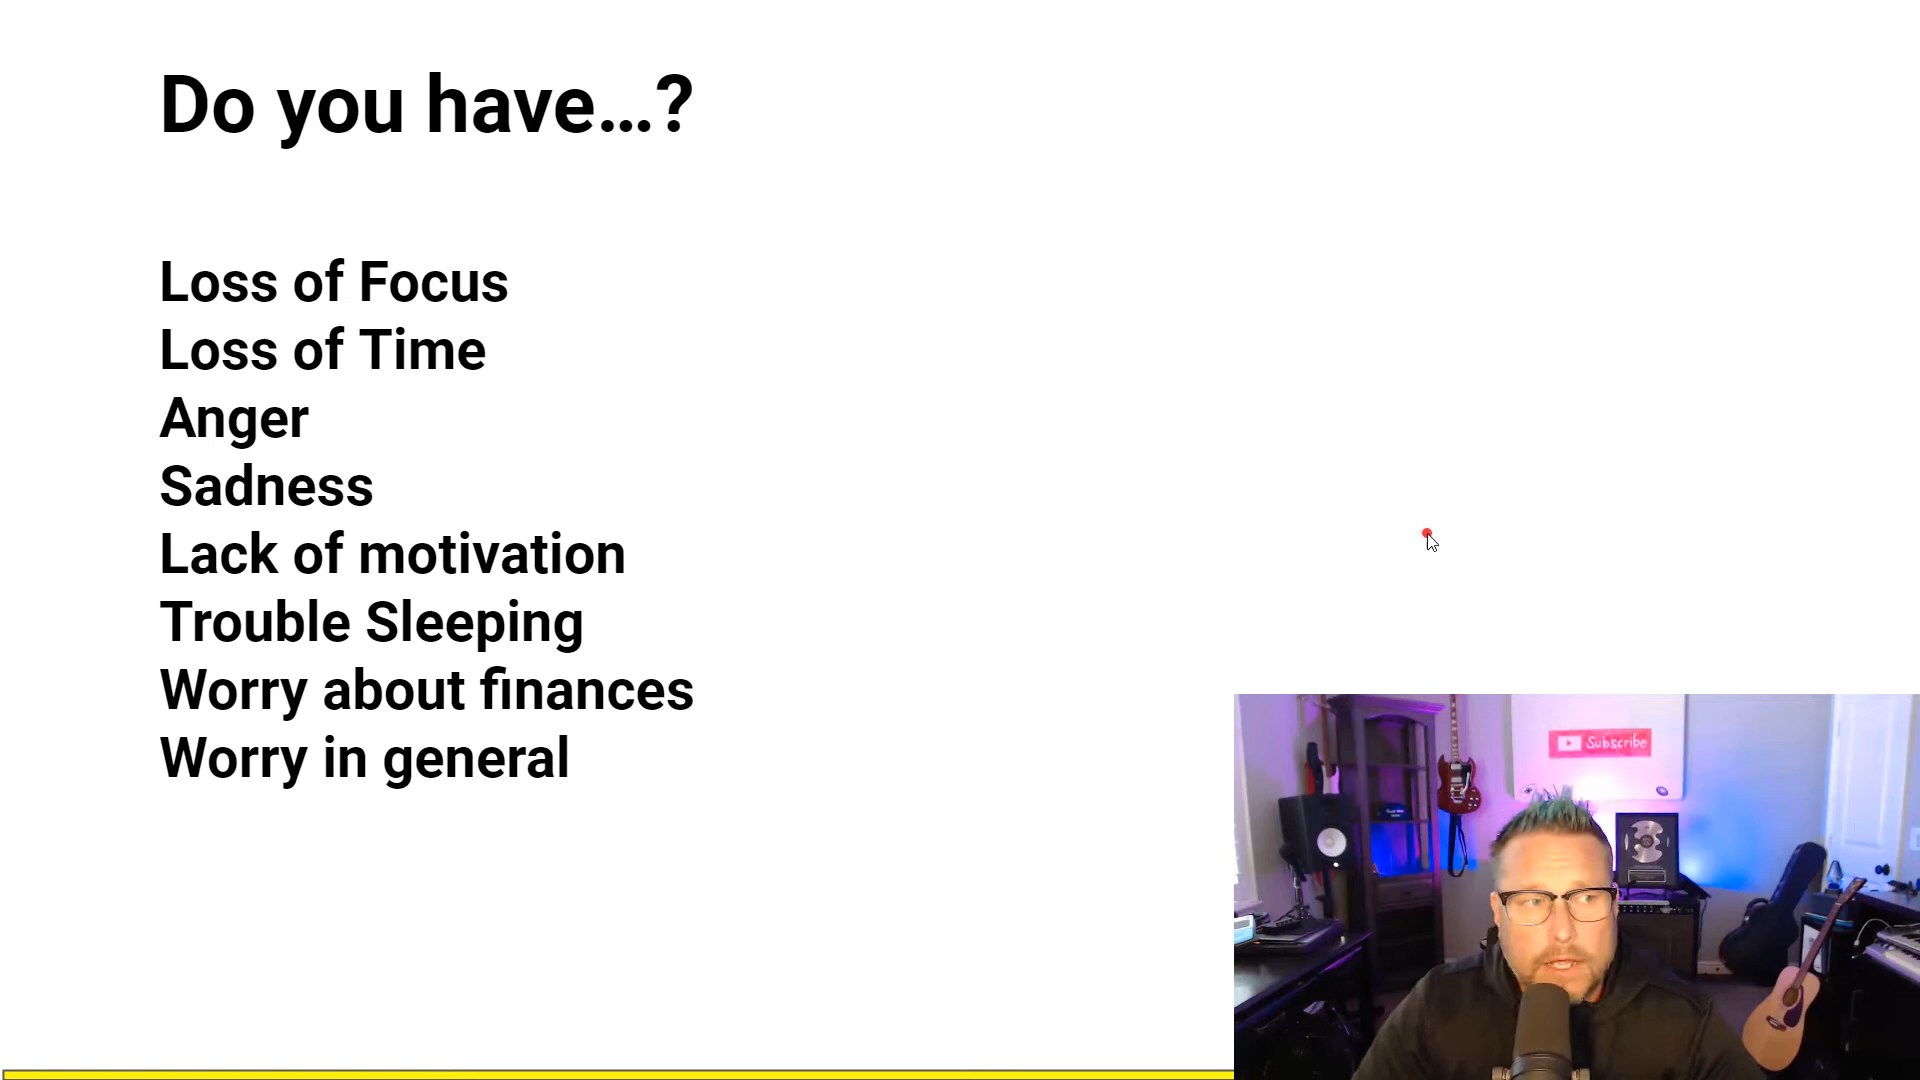 Do you have...?
Loss of Focus
Loss of Time
Anger
Sadness
Lack of motivation
Trouble Sleeping
Worry about finances
Worry in general
Subscribe